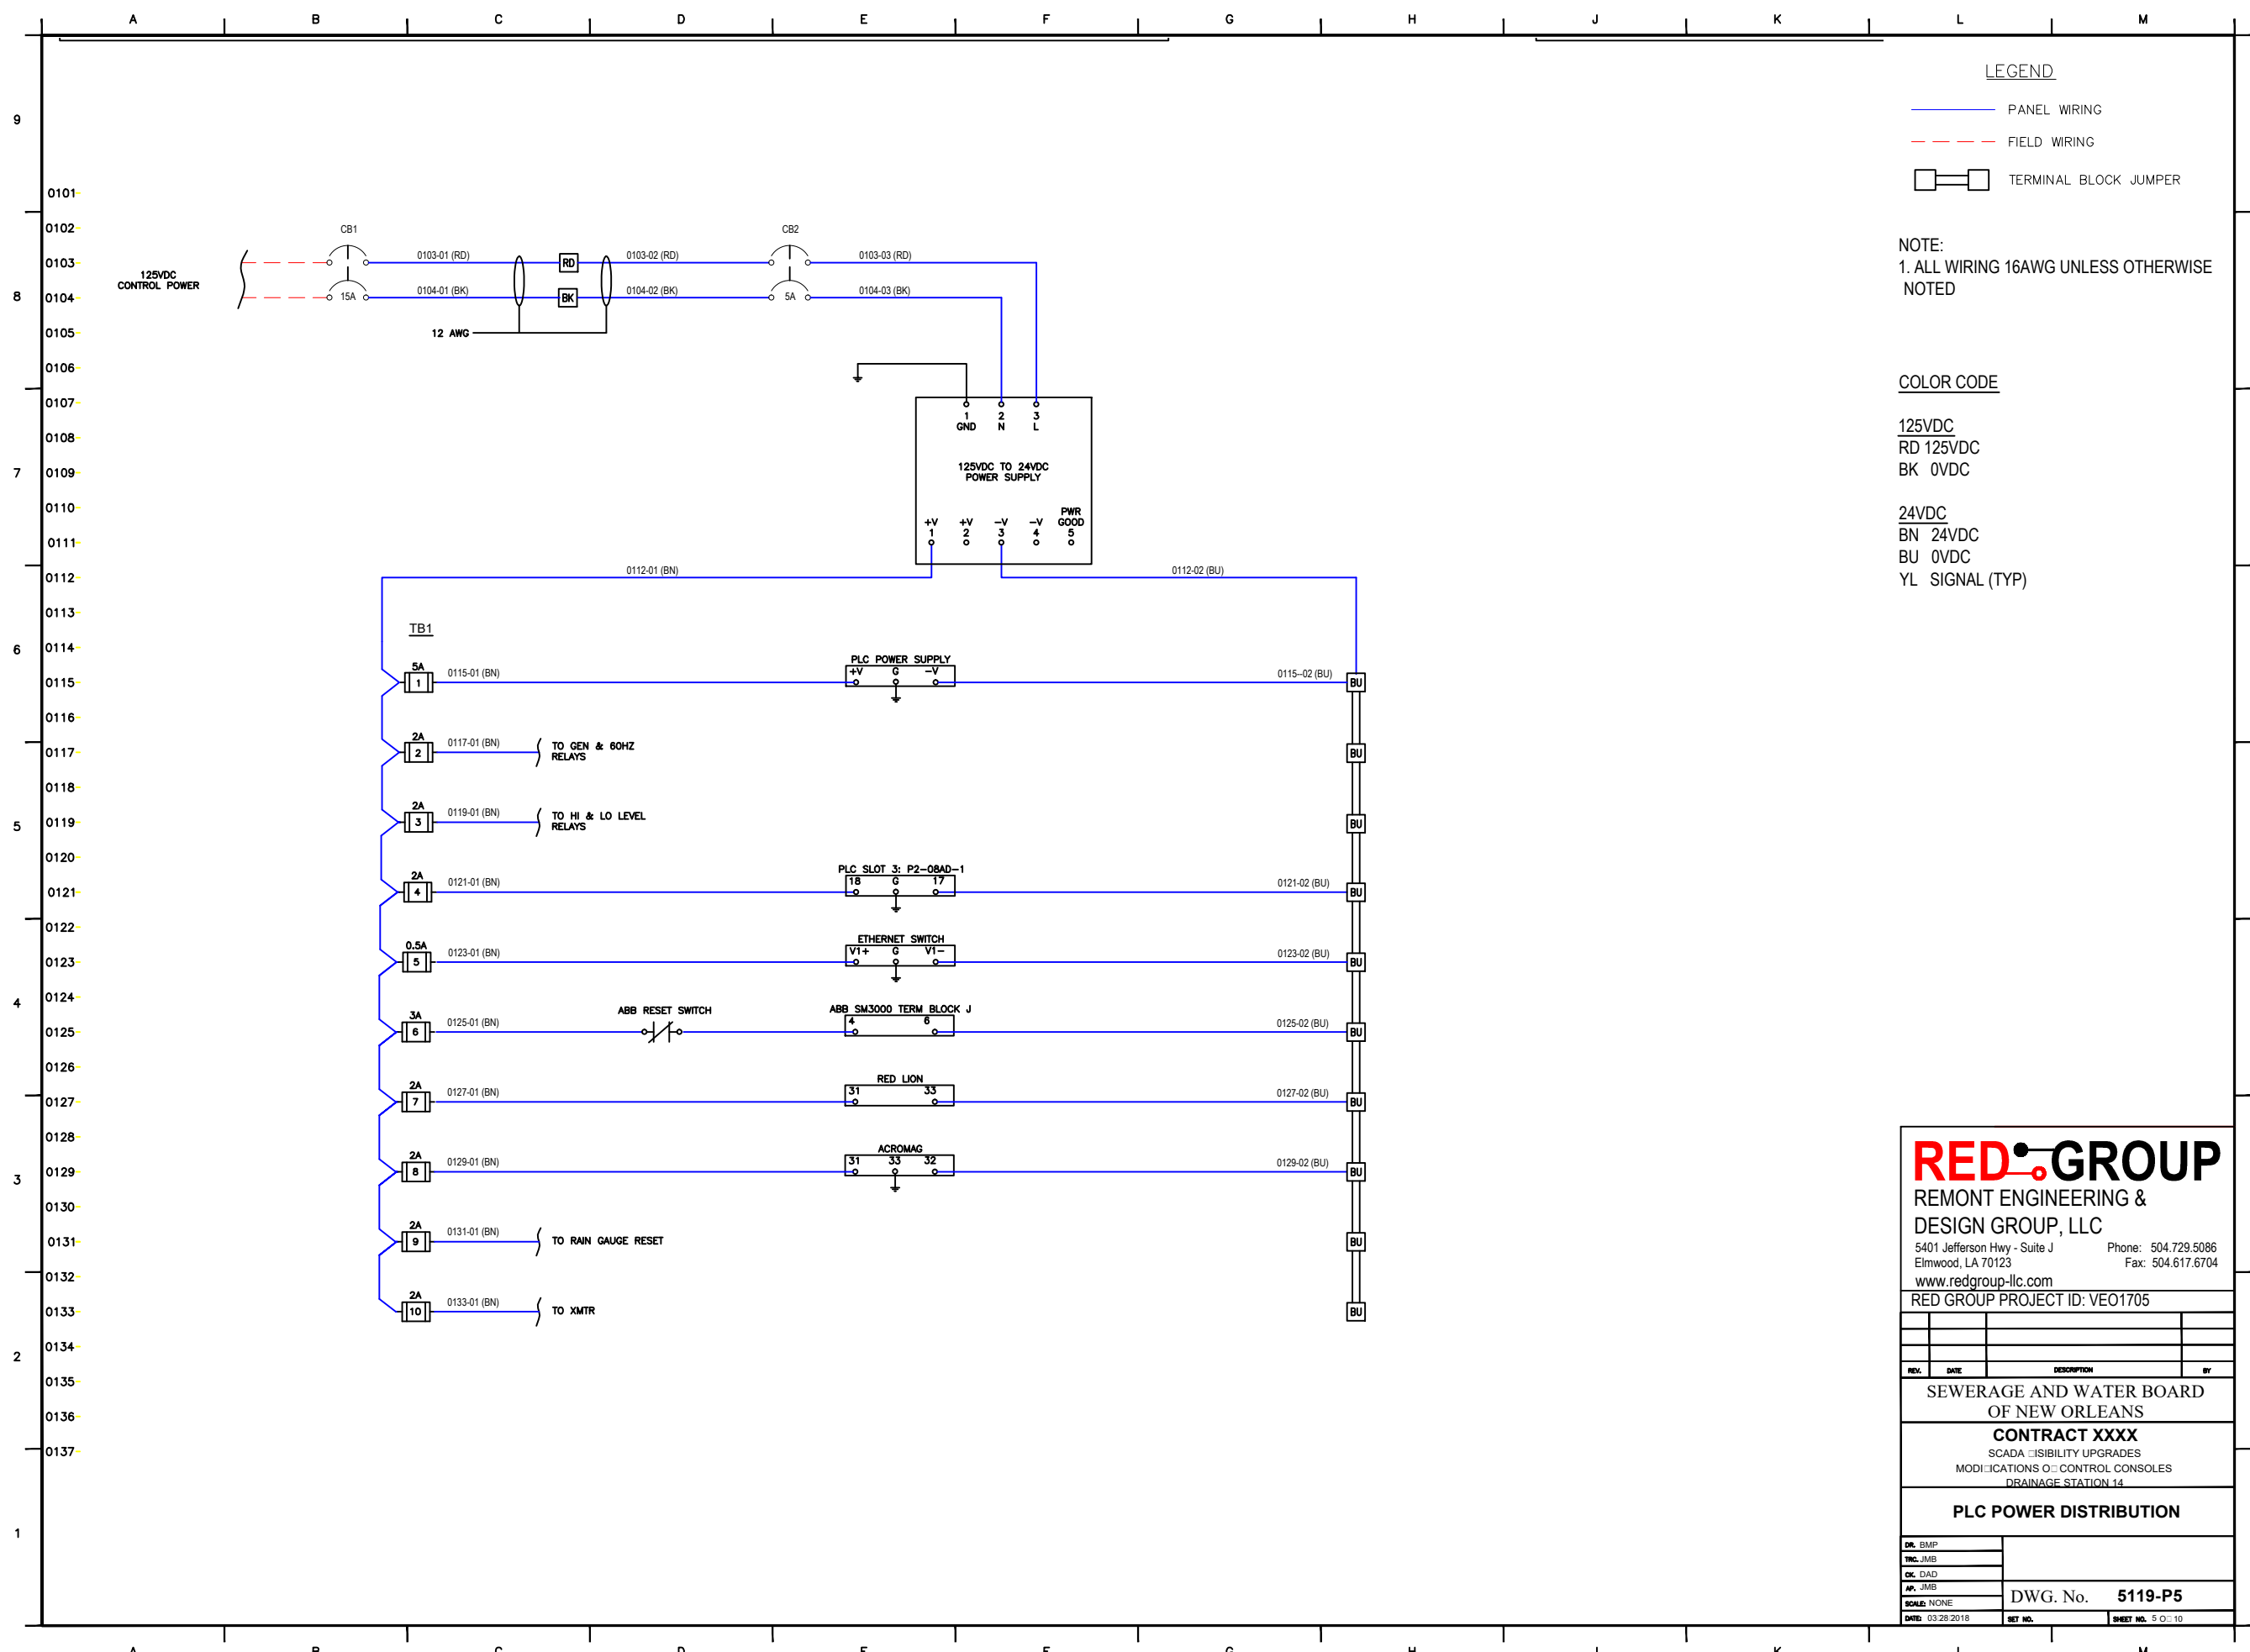 A B C D E F G H J K L M
9
8
7
6
5
4
3
2
1
0101
0102
0103
0104
0105
0106
0107
0108
0109
0110
0111
0112
0113
0114
0115
0116
0117
0118
0119
0120
0121
0122
0123
0124
0125
0126
0127
0128
0129
0130
0131
0132
0133
0134
0135
0136
0137
125VDC
CONTROL POWER
CB1
15A
0103-01 (RD)
0104-01 (BK)
RD
BK
12 AWG
0103-02 (RD)
0104-02 (BK)
CB2
5A
0103-03 (RD)
0104-03 (BK)
1 2 3
GND N L
125VDC TO 24VDC
POWER SUPPLY
PWR
+V +V -V -V GOOD
1 2 3 4 5
0112-01 (BN)
0112-02 (BU)
TB1
5A
1
0115-01 (BN)
PLC POWER SUPPLY
+V G -V
0115--02 (BU)
BU
2A
2
0117-01 (BN)
TO GEN & 60HZ
RELAYS
BU
2A
3
0119-01 (BN)
TO HI & LO LEVEL
RELAYS
BU
2A
4
0121-01 (BN)
PLC SLOT 3: P2-08AD-1
18 G 17
0121-02 (BU)
BU
0.5A
5
0123-01 (BN)
ETHERNET SWITCH
V1+ G V1-
0123-02 (BU)
BU
3A
6
0125-01 (BN)
ABB RESET SWITCH
ABB SM3000 TERM BLOCK J
4 6
0125-02 (BU)
BU
2A
7
0127-01 (BN)
RED LION
31 33
0127-02 (BU)
BU
2A
8
0129-01 (BN)
ACROMAG
31 33 32
0129-02 (BU)
BU
2A
9
0131-01 (BN)
TO RAIN GAUGE RESET
BU
2A
10
0133-01 (BN)
TO XMTR
BU
LEGEND
PANEL WIRING
FIELD WIRING
TERMINAL BLOCK JUMPER
NOTE:
1. ALL WIRING 16AWG UNLESS OTHERWISE
NOTED
COLOR CODE
125VDC
RD 125VDC
BK 0VDC
24VDC
BN 24VDC
BU 0VDC
YL SIGNAL (TYP)
RED GROUP
REMONT ENGINEERING &
DESIGN GROUP, LLC
5401 Jefferson Hwy - Suite J Phone: 504.729.5086
Elmwood, LA 70123 Fax: 504.617.6704
www.redgroup-llc.com
RED GROUP PROJECT ID: VEO1705
REV. DATE DESCRIPTION BY
SEWERAGE AND WATER BOARD
OF NEW ORLEANS
CONTRACT XXXX
SCADA □ISIBILITY UPGRADES
MODI□ICATIONS O□ CONTROL CONSOLES
DRAINAGE STATION 14
PLC POWER DISTRIBUTION
DR. BMP
TRC. JMB
CK. DAD
AP. JMB
SCALE: NONE
DATE: 03□28□2018
DWG. No. 5119-P5
SET NO.
SHEET NO. 5 O□ 10
A B C D E F G H J K L M